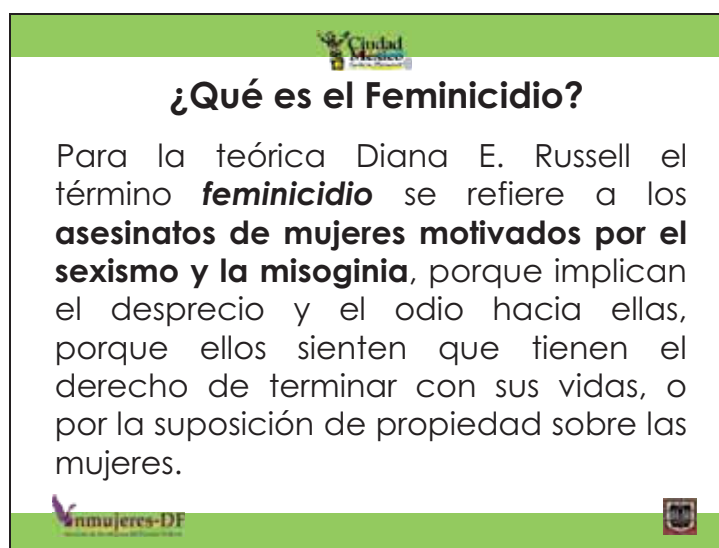 Ciudad
México
¿Qué es el Feminicidio?
Para la teórica Diana E. Russell el
término feminicidio se refiere a los
asesinatos de mujeres motivados por el
sexismo y la misoginia, porque implican
el desprecio y el odio hacia ellas,
porque ellos sienten que tienen el
derecho de terminar con sus vidas, o
por la suposición de propiedad sobre las
mujeres.
Inmujeres-DF